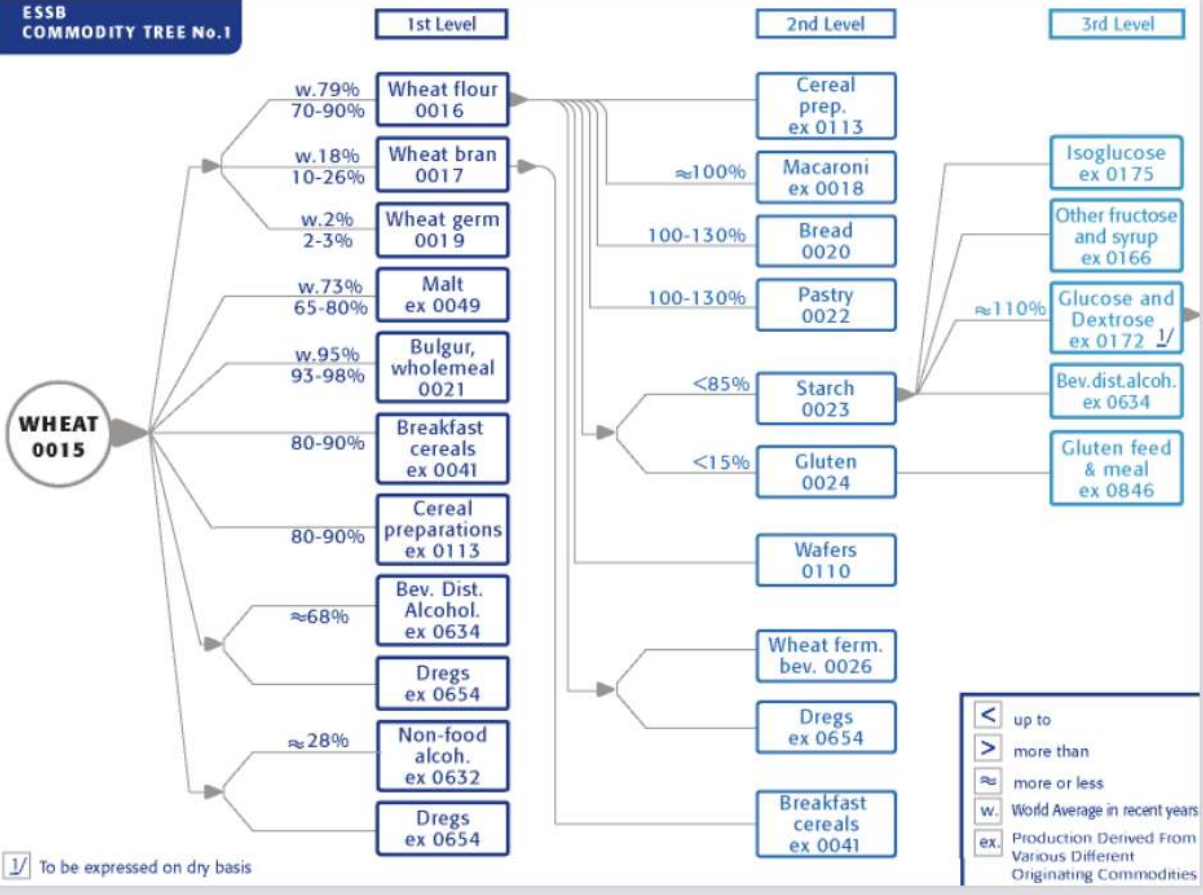 ESSB
COMMODITY TREE No.1
1st Level
2nd Level
3rd Level
WHEAT
0015
w.79%
70-90%
Wheat flour
0016
w.18%
10-26%
Wheat bran
0017
w.2%
2-3%
Wheat germ
0019
w.73%
65-80%
Malt
ex 0049
w.95%
93-98%
Bulgur,
wholemeal
0021
80-90%
Breakfast
cereals
ex 0041
80-90%
Cereal
preparations
ex 0113
≈68%
Bev. Dist.
Alcohol.
ex 0634
Dregs
ex 0654
≈28%
Non-food
alcoh.
ex 0632
Dregs
ex 0654
Cereal
prep.
ex 0113
≈100%
Macaroni
ex 0018
100-130%
Bread
0020
100-130%
Pastry
0022
<85%
Starch
0023
<15%
Gluten
0024
Wafers
0110
Wheat ferm.
bev. 0026
Dregs
ex 0654
Breakfast
cereals
ex 0041
Isoglucose
ex 0175
Other fructose
and syrup
ex 0166
≈110%
Glucose and
Dextrose
ex 0172 1/
Bev.dist.alcoh.
ex 0634
Gluten feed
& meal
ex 0846
< up to
> more than
≈ more or less
w. World Average in recent years
ex. Production Derived From
Various Different
Originating Commodities
1/ To be expressed on dry basis